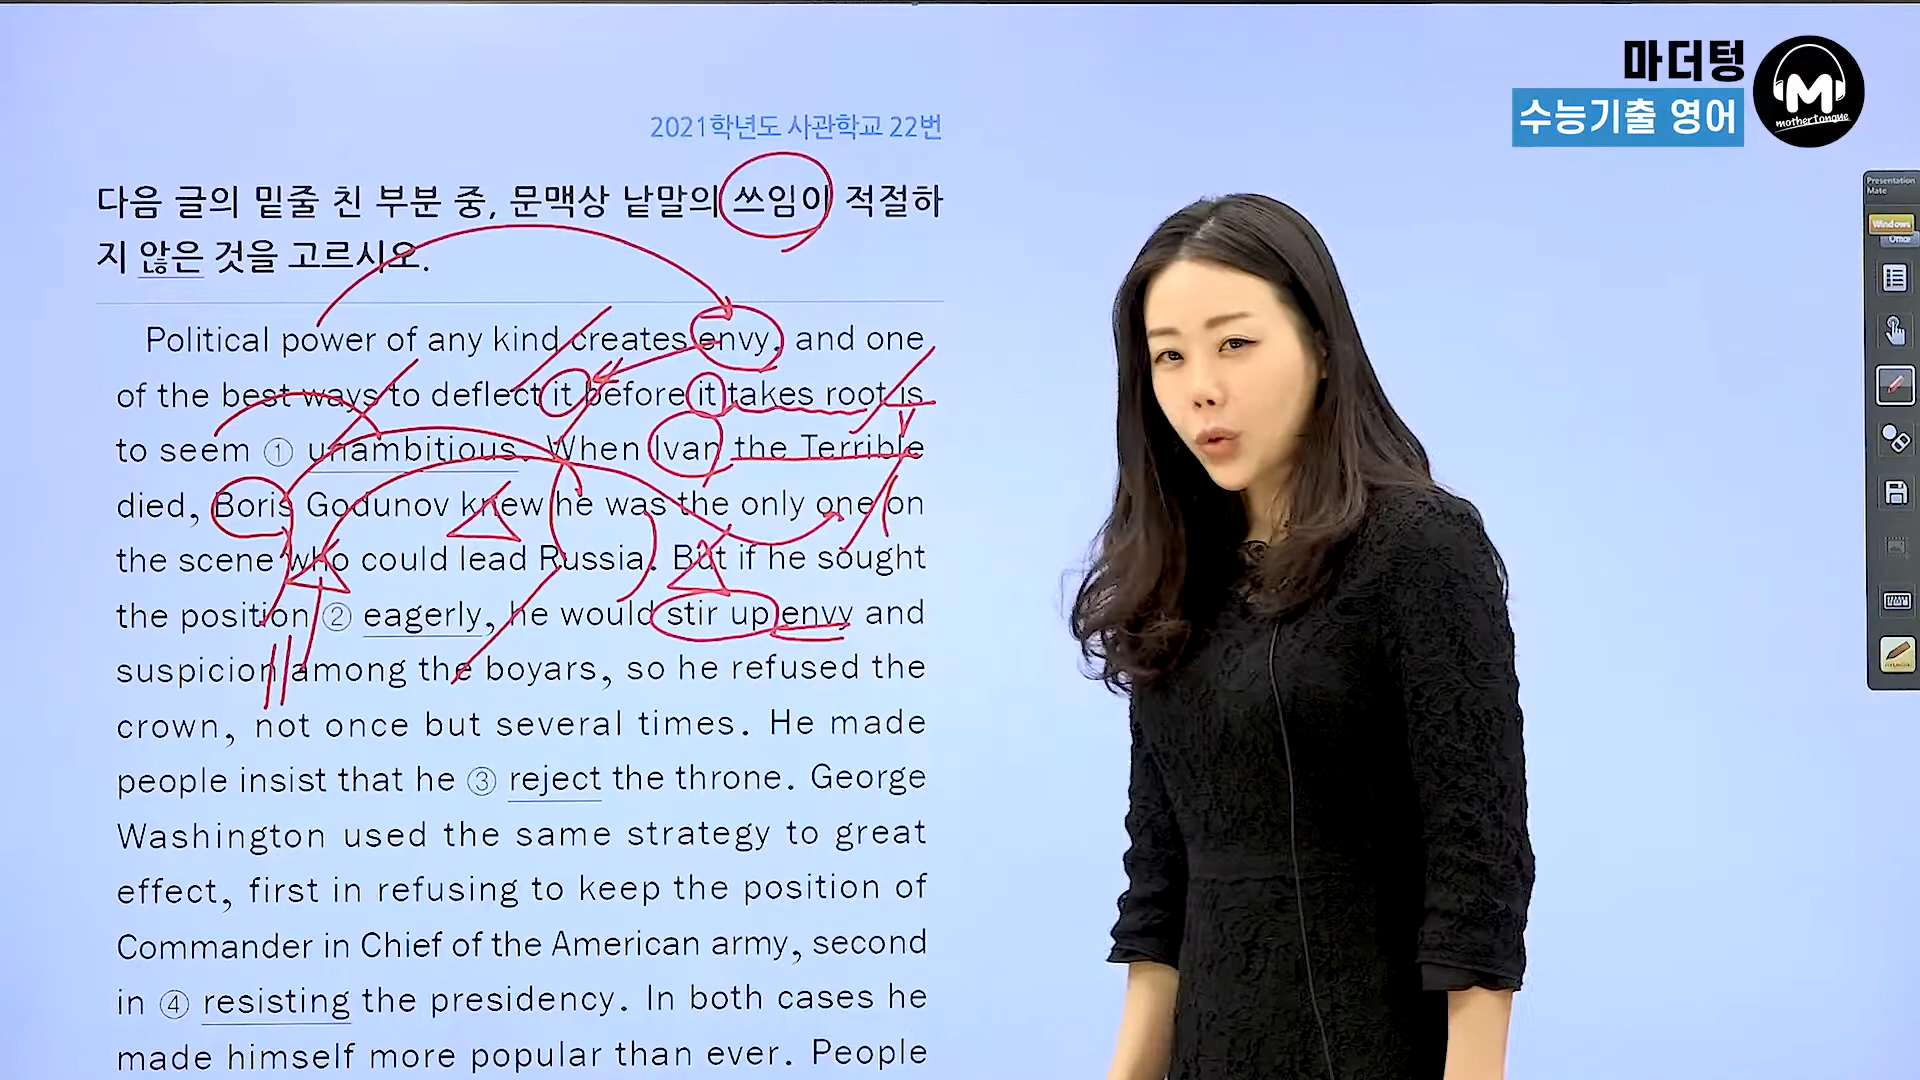 마더텅
수능기출 영어
M
mothertongue
Presentation
Mate
Windows
Office
2021학년도 사관학교 22번
다음 글의 밑줄 친 부분 중, 문맥상 낱말의 쓰임이 적절하
지 않은 것을 고르시오.
Political power of any kind creates envy, and one
of the best ways to deflect it before it takes root is
to seem ① unambitious. When Ivan the Terrible
died, Boris Godunov knew he was the only one on
the scene who could lead Russia. But if he sought
the position ② eagerly, he would stir up envy and
suspicion among the boyars, so he refused the
crown, not once but several times. He made
people insist that he ③ reject the throne. George
Washington used the same strategy to great
effect, first in refusing to keep the position of
Commander in Chief of the American army, second
in ④ resisting the presidency. In both cases he
made himself more popular than ever. People